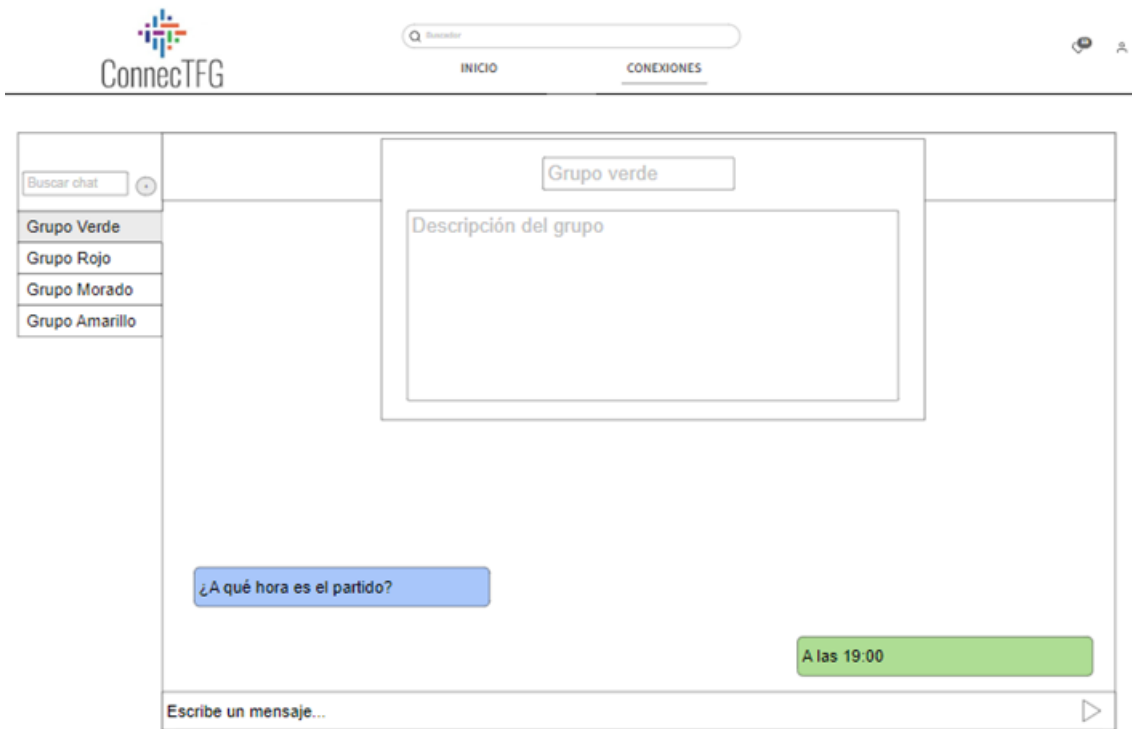 ConnecTFG
Buscador
INICIO
CONEXIONES
Buscar chat
Grupo Verde
Grupo Rojo
Grupo Morado
Grupo Amarillo
Grupo verde
Descripción del grupo
¿A qué hora es el partido?
A las 19:00
Escribe un mensaje...